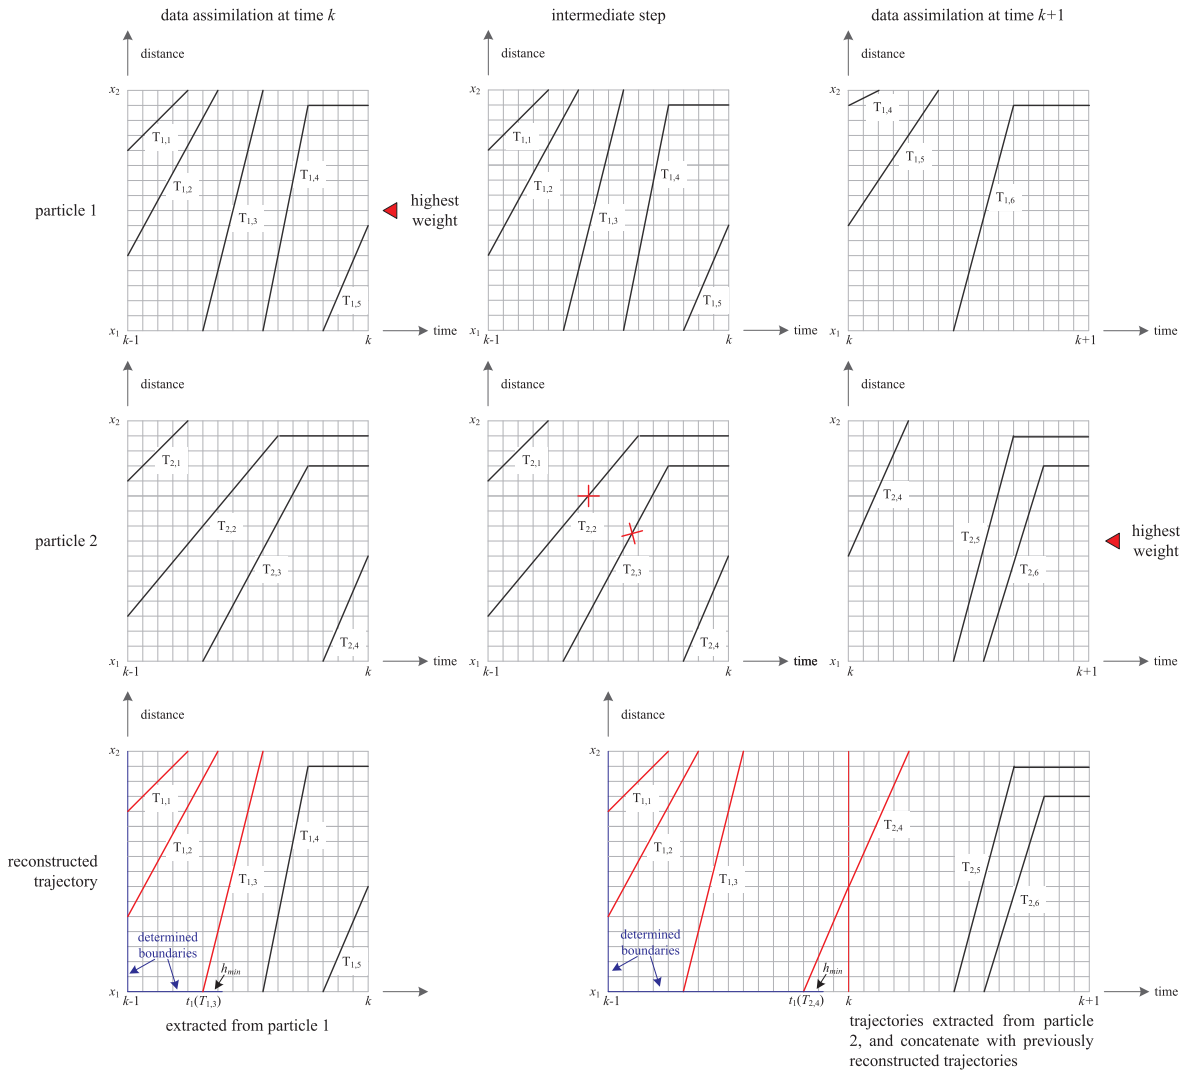 data assimilation at time k
intermediate step
data assimilation at time k+1
distance
distance
distance
x2
x2
x2
T1,1
T1,1
T1,4
T1,2
T1,2
T1,5
T1,4
T1,4
T1,3
T1,3
T1,6
particle 1
highest
weight
T1,5
T1,5
x1
time
x1
time
x1
time
k-1
k
k-1
k
k
k+1
distance
distance
distance
x2
x2
x2
T2,1
T2,1
T2,4
T2,2
T2,2
T2,5
particle 2
highest
weight
T2,3
T2,3
T2,6
T2,4
T2,4
x1
time
x1
time
x1
time
k-1
k
k-1
k
k
k+1
distance
distance
x2
x2
T1,1
T1,1
T1,2
T1,2
T1,4
T2,4
reconstructed
trajectory
T1,3
T1,3
T2,5
T2,6
determined
boundaries
determined
boundaries
hmin
T1,5
hmin
x1
x1
time
k-1
t1(T1,3)
k
k-1
t1(T2,4)
k
k+1
extracted from particle 1
trajectories extracted from particle
2, and concatenate with previously
reconstructed trajectories